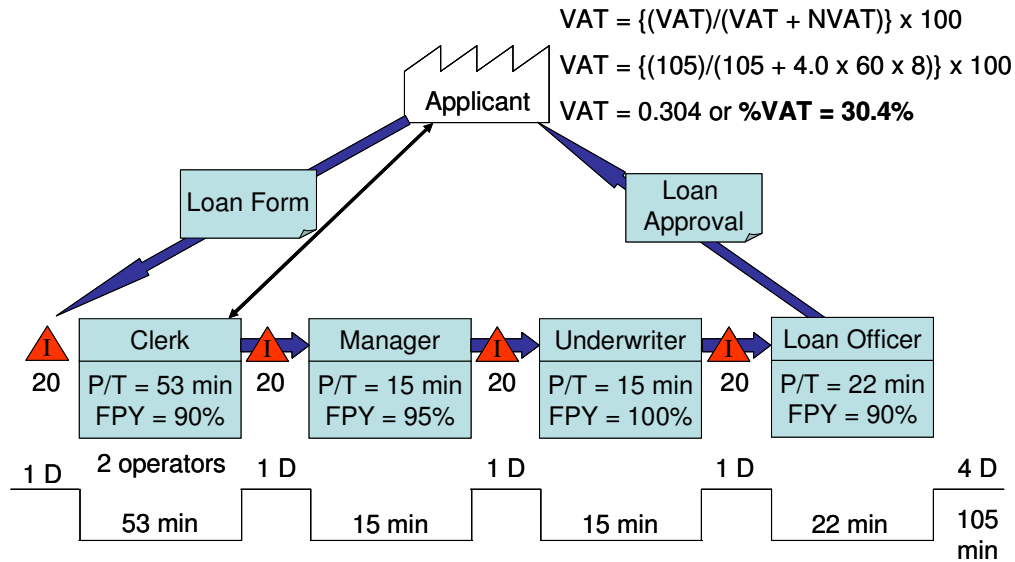 VAT = {(VAT)/(VAT + NVAT)} x 100
VAT = {(105)/(105 + 4.0 x 60 x 8)} x 100
VAT = 0.304 or %VAT = 30.4%
Applicant
Loan Form
Loan
Approval
I
20
Clerk
P/T = 53 min
FPY = 90%
2 operators
I
20
Manager
P/T = 15 min
FPY = 95%
I
20
Underwriter
P/T = 15 min
FPY = 100%
I
20
Loan Officer
P/T = 22 min
FPY = 90%
1 D
53 min
1 D
15 min
1 D
15 min
1 D
22 min
4 D
105
min